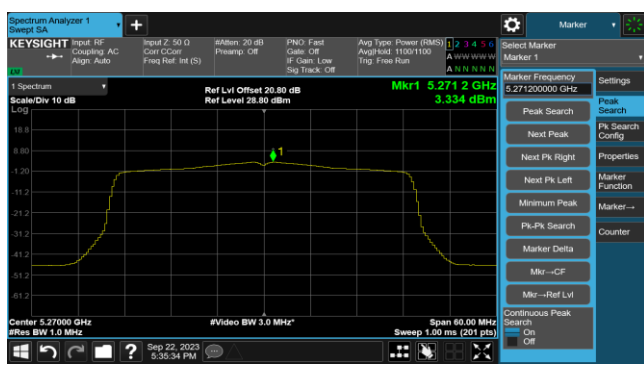 Spectrum Analyzer 1
Swept SA
+
Marker
KEYSIGHT Input: RF
Coupling: AC
Align: Auto
Input Z: 50 Ω
Corr CCorr
Freq Ref: Int (S)
#Atten: 20 dB
Preamp: Off
PNO: Fast
Gate: Off
IF Gain: Low
Sig Track: Off
Avg Type: Power (RMS)
Avg|Hold: 1100/1100
Trig: Free Run
1 2 3 4 5 6
A W W W W W
A N N N N N
LW
Select Marker
Marker 1
1 Spectrum
Scale/Div 10 dB
Log
Ref Lvl Offset 20.80 dB
Ref Level 28.80 dBm
Mkr1 5.271 2 GHz
3.334 dBm
18.8
8.80
-1.20
-11.2
-21.2
-31.2
-41.2
-51.2
-61.2
1
Center 5.27000 GHz
#Res BW 1.0 MHz
#Video BW 3.0 MHz*
Span 60.00 MHz
Sweep 1.00 ms (201 pts)
Marker Frequency
5.271200000 GHz
Peak Search
Next Peak
Next Pk Right
Next Pk Left
Minimum Peak
Pk-Pk Search
Marker Delta
Mkr→CF
Mkr→Ref Lvl
Continuous Peak
Search
On
Off
Settings
Peak
Search
Pk Search
Config
Properties
Marker
Function
Marker→
Counter
?
Sep 22, 2023
5:35:34 PM